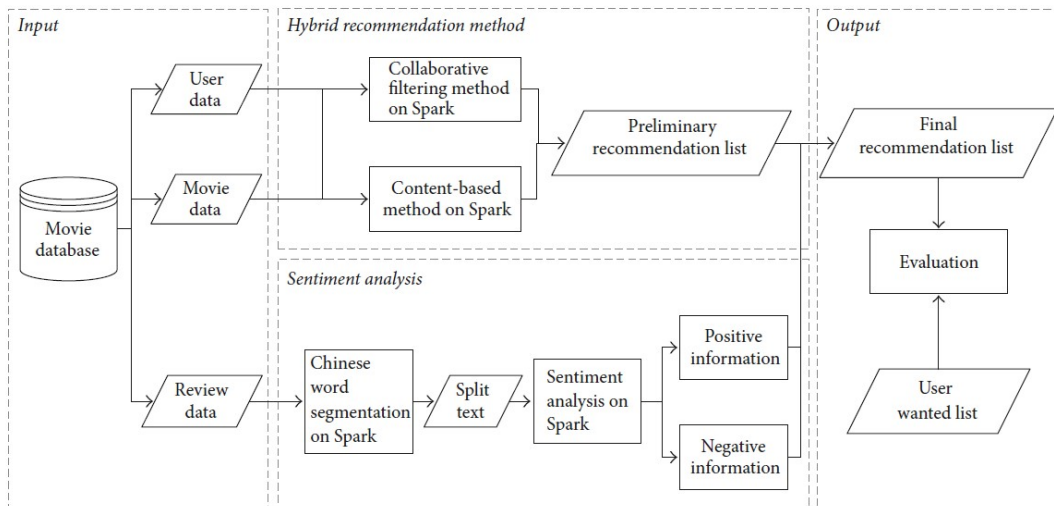 Input
Hybrid recommendation method
Output
User
data
Collaborative
filtering method
on Spark
Preliminary
recommendation list
Final
recommendation list
Movie
data
Content-based
method on Spark
Movie
database
Evaluation
Sentiment analysis
Review
data
Chinese
word
segmentation
on Spark
Split
text
Sentiment
analysis on
Spark
Positive
information
Negative
information
User
wanted list